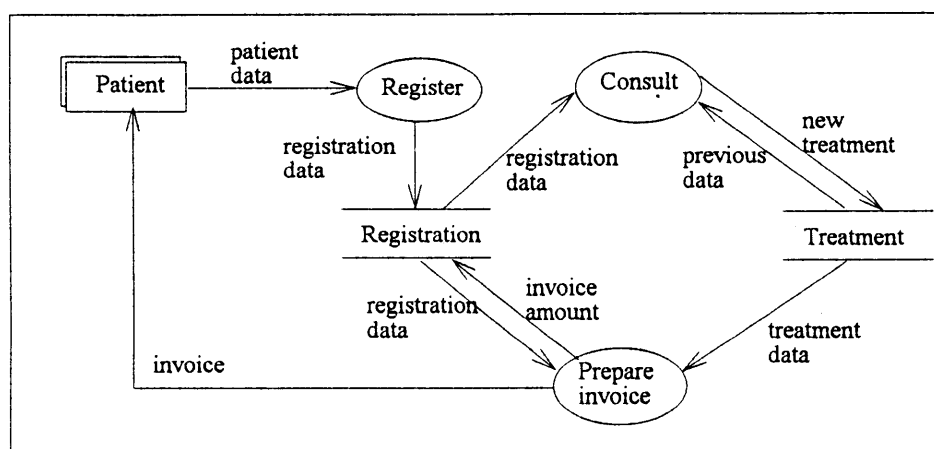 patient
data
Patient
Register
Consult
registration
data
registration
data
previous
data
new
treatment
Registration
Treatment
registration
data
invoice
amount
treatment
data
invoice
Prepare
invoice